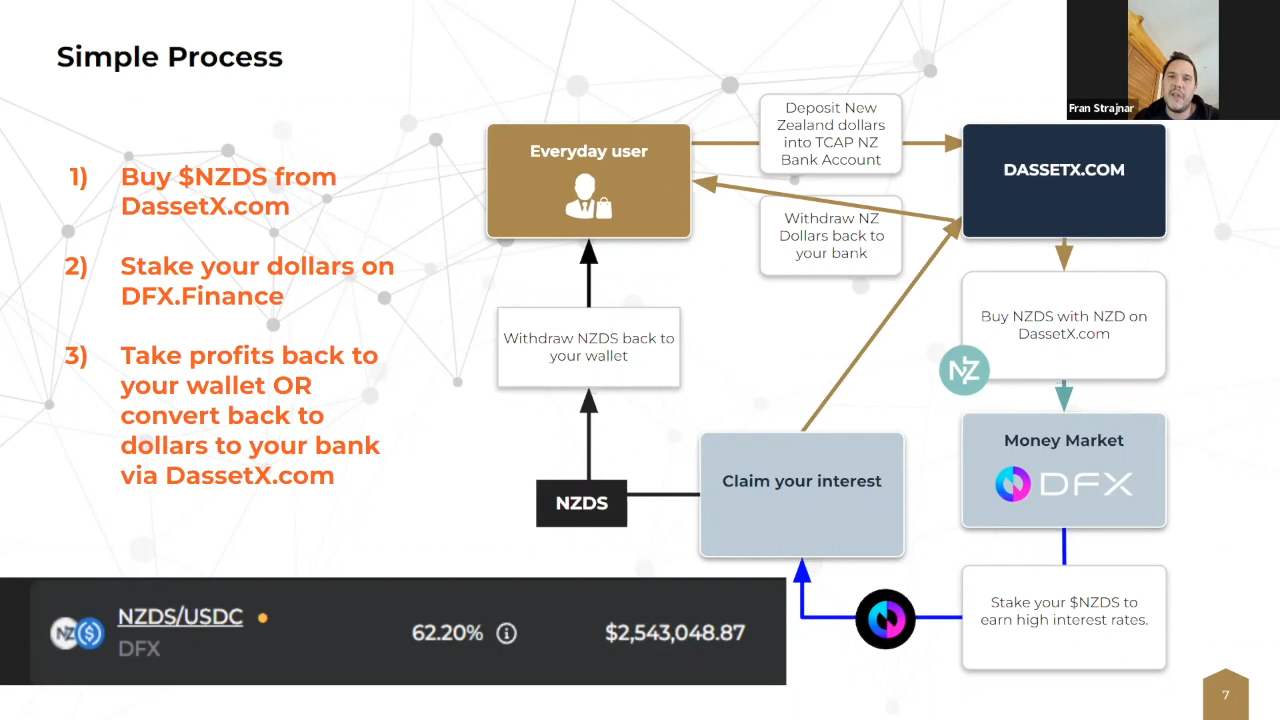 Simple Process
Fran Strajnar
1) Buy $NZDS from
DassetX.com
2) Stake your dollars on
DFX.Finance
3) Take profits back to
your wallet OR
convert back to
dollars to your bank
via DassetX.com
Everyday user
Deposit New
Zealand dollars
into TCAP NZ
Bank Account
DASSETX.COM
Withdraw NZ
Dollars back to
your bank
Withdraw NZDS back to
your wallet
Buy NZDS with NZD on
DassetX.com
NZ
Money Market
DFX
Claim your interest
NZDS
Stake your $NZDS to
earn high interest rates.
NZ $ NZDS/USDC 62.20% i $2,543,048.87
DFX
7